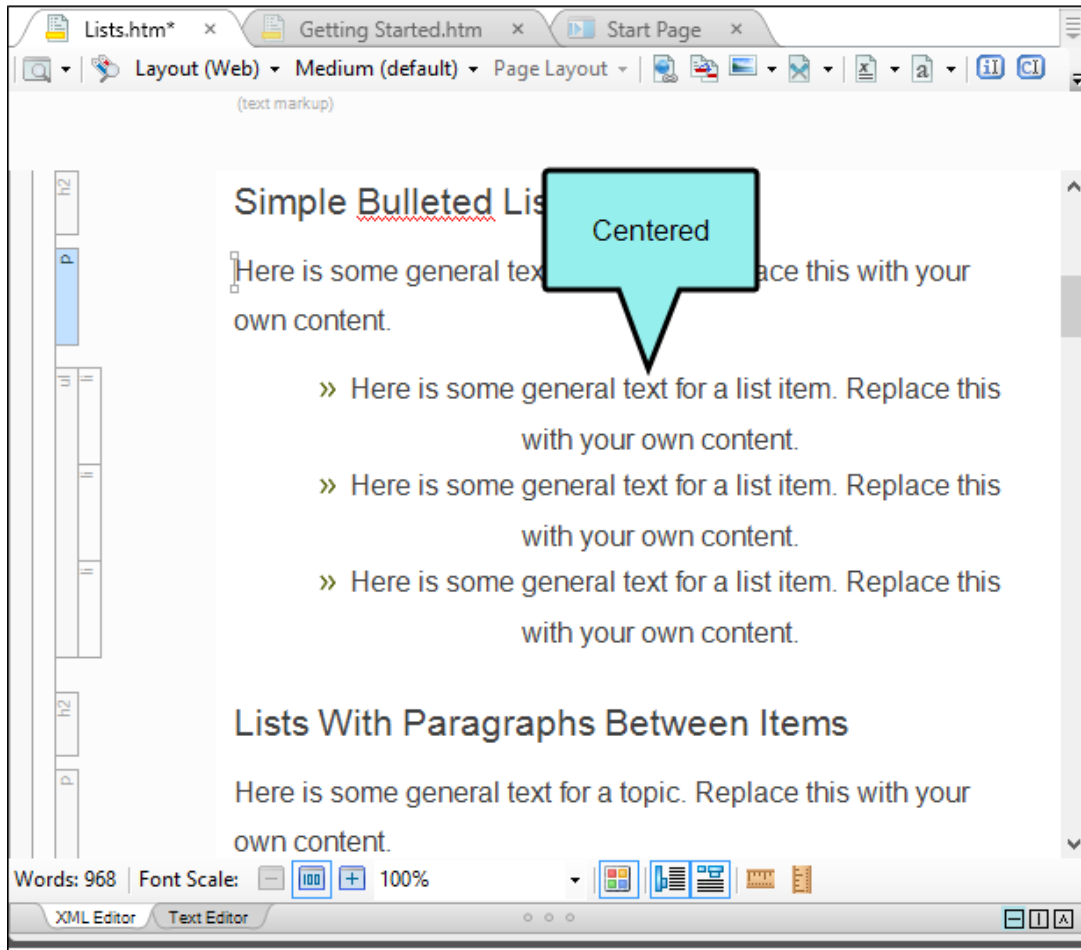 Lists.htm* × Getting Started.htm × Start Page ×
Layout (Web) Medium (default) Page Layout
(text markup)
h2
Simple Bulleted Lis
Centered
p
Here is some general tex ace this with your
own content.
ul li
» Here is some general text for a list item. Replace this
with your own content.
li
» Here is some general text for a list item. Replace this
with your own content.
li
» Here is some general text for a list item. Replace this
with your own content.
h2
Lists With Paragraphs Between Items
p
Here is some general text for a topic. Replace this with your
own content.
Words: 968 Font Scale: 100 100%
XML Editor Text Editor